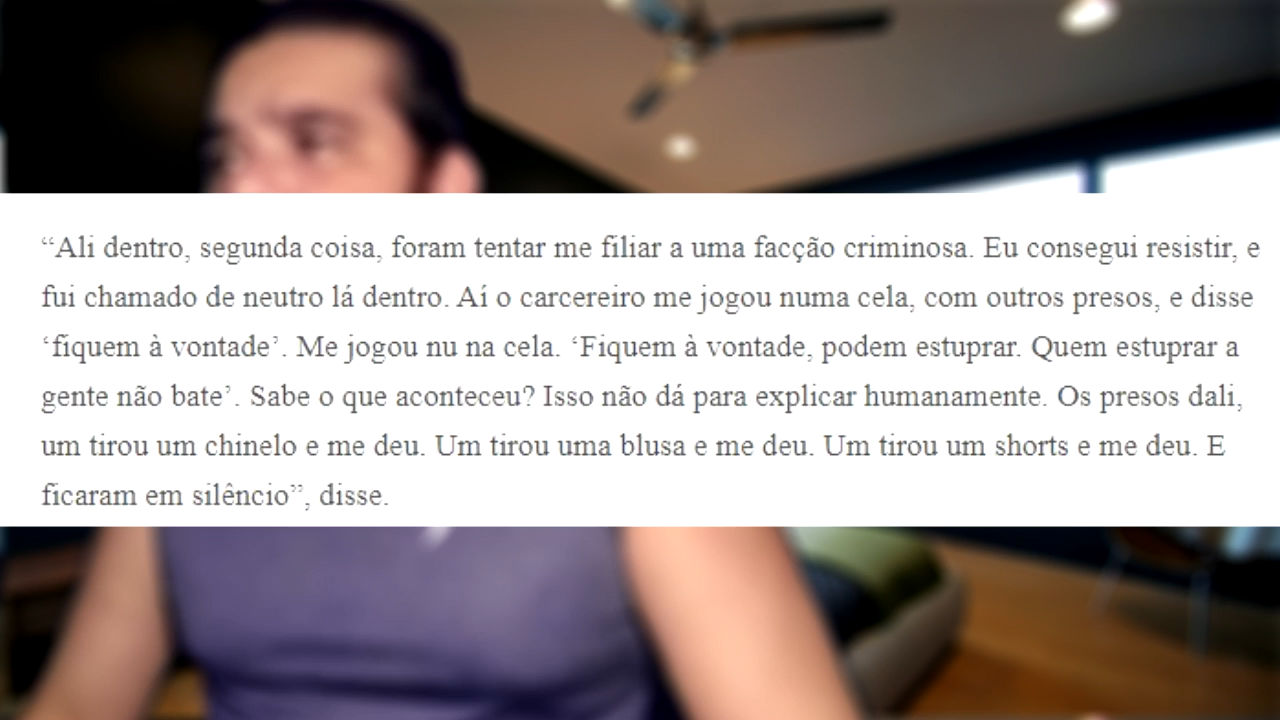 “Ali dentro, segunda coisa, foram tentar me filiar a uma facção criminosa. Eu consegui resistir, e
fui chamado de neutro lá dentro. Aí o carcereiro me jogou numa cela, com outros presos, e disse
‘fiquem à vontade’. Me jogou nu na cela. ‘Fiquem à vontade, podem estuprar. Quem estuprar a
gente não bate’. Sabe o que aconteceu? Isso não dá para explicar humanamente. Os presos dali,
um tirou um chinelo e me deu. Um tirou uma blusa e me deu. Um tirou um shorts e me deu. E
ficaram em silêncio”, disse.